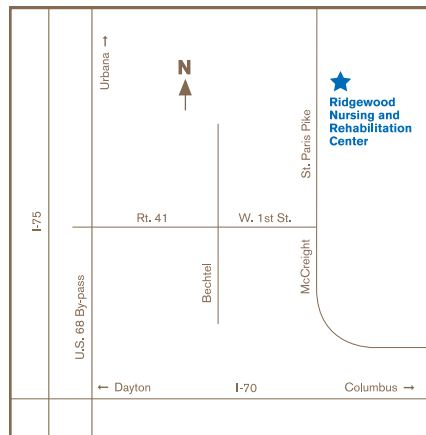 Urbana →
N
Ridgewood
Nursing and
Rehabilitation
Center
St. Paris Pike
Rt. 41
W. 1st St.
I-75
U.S. 68 By-pass
Bechtel
McCreight
← Dayton
I-70
Columbus →